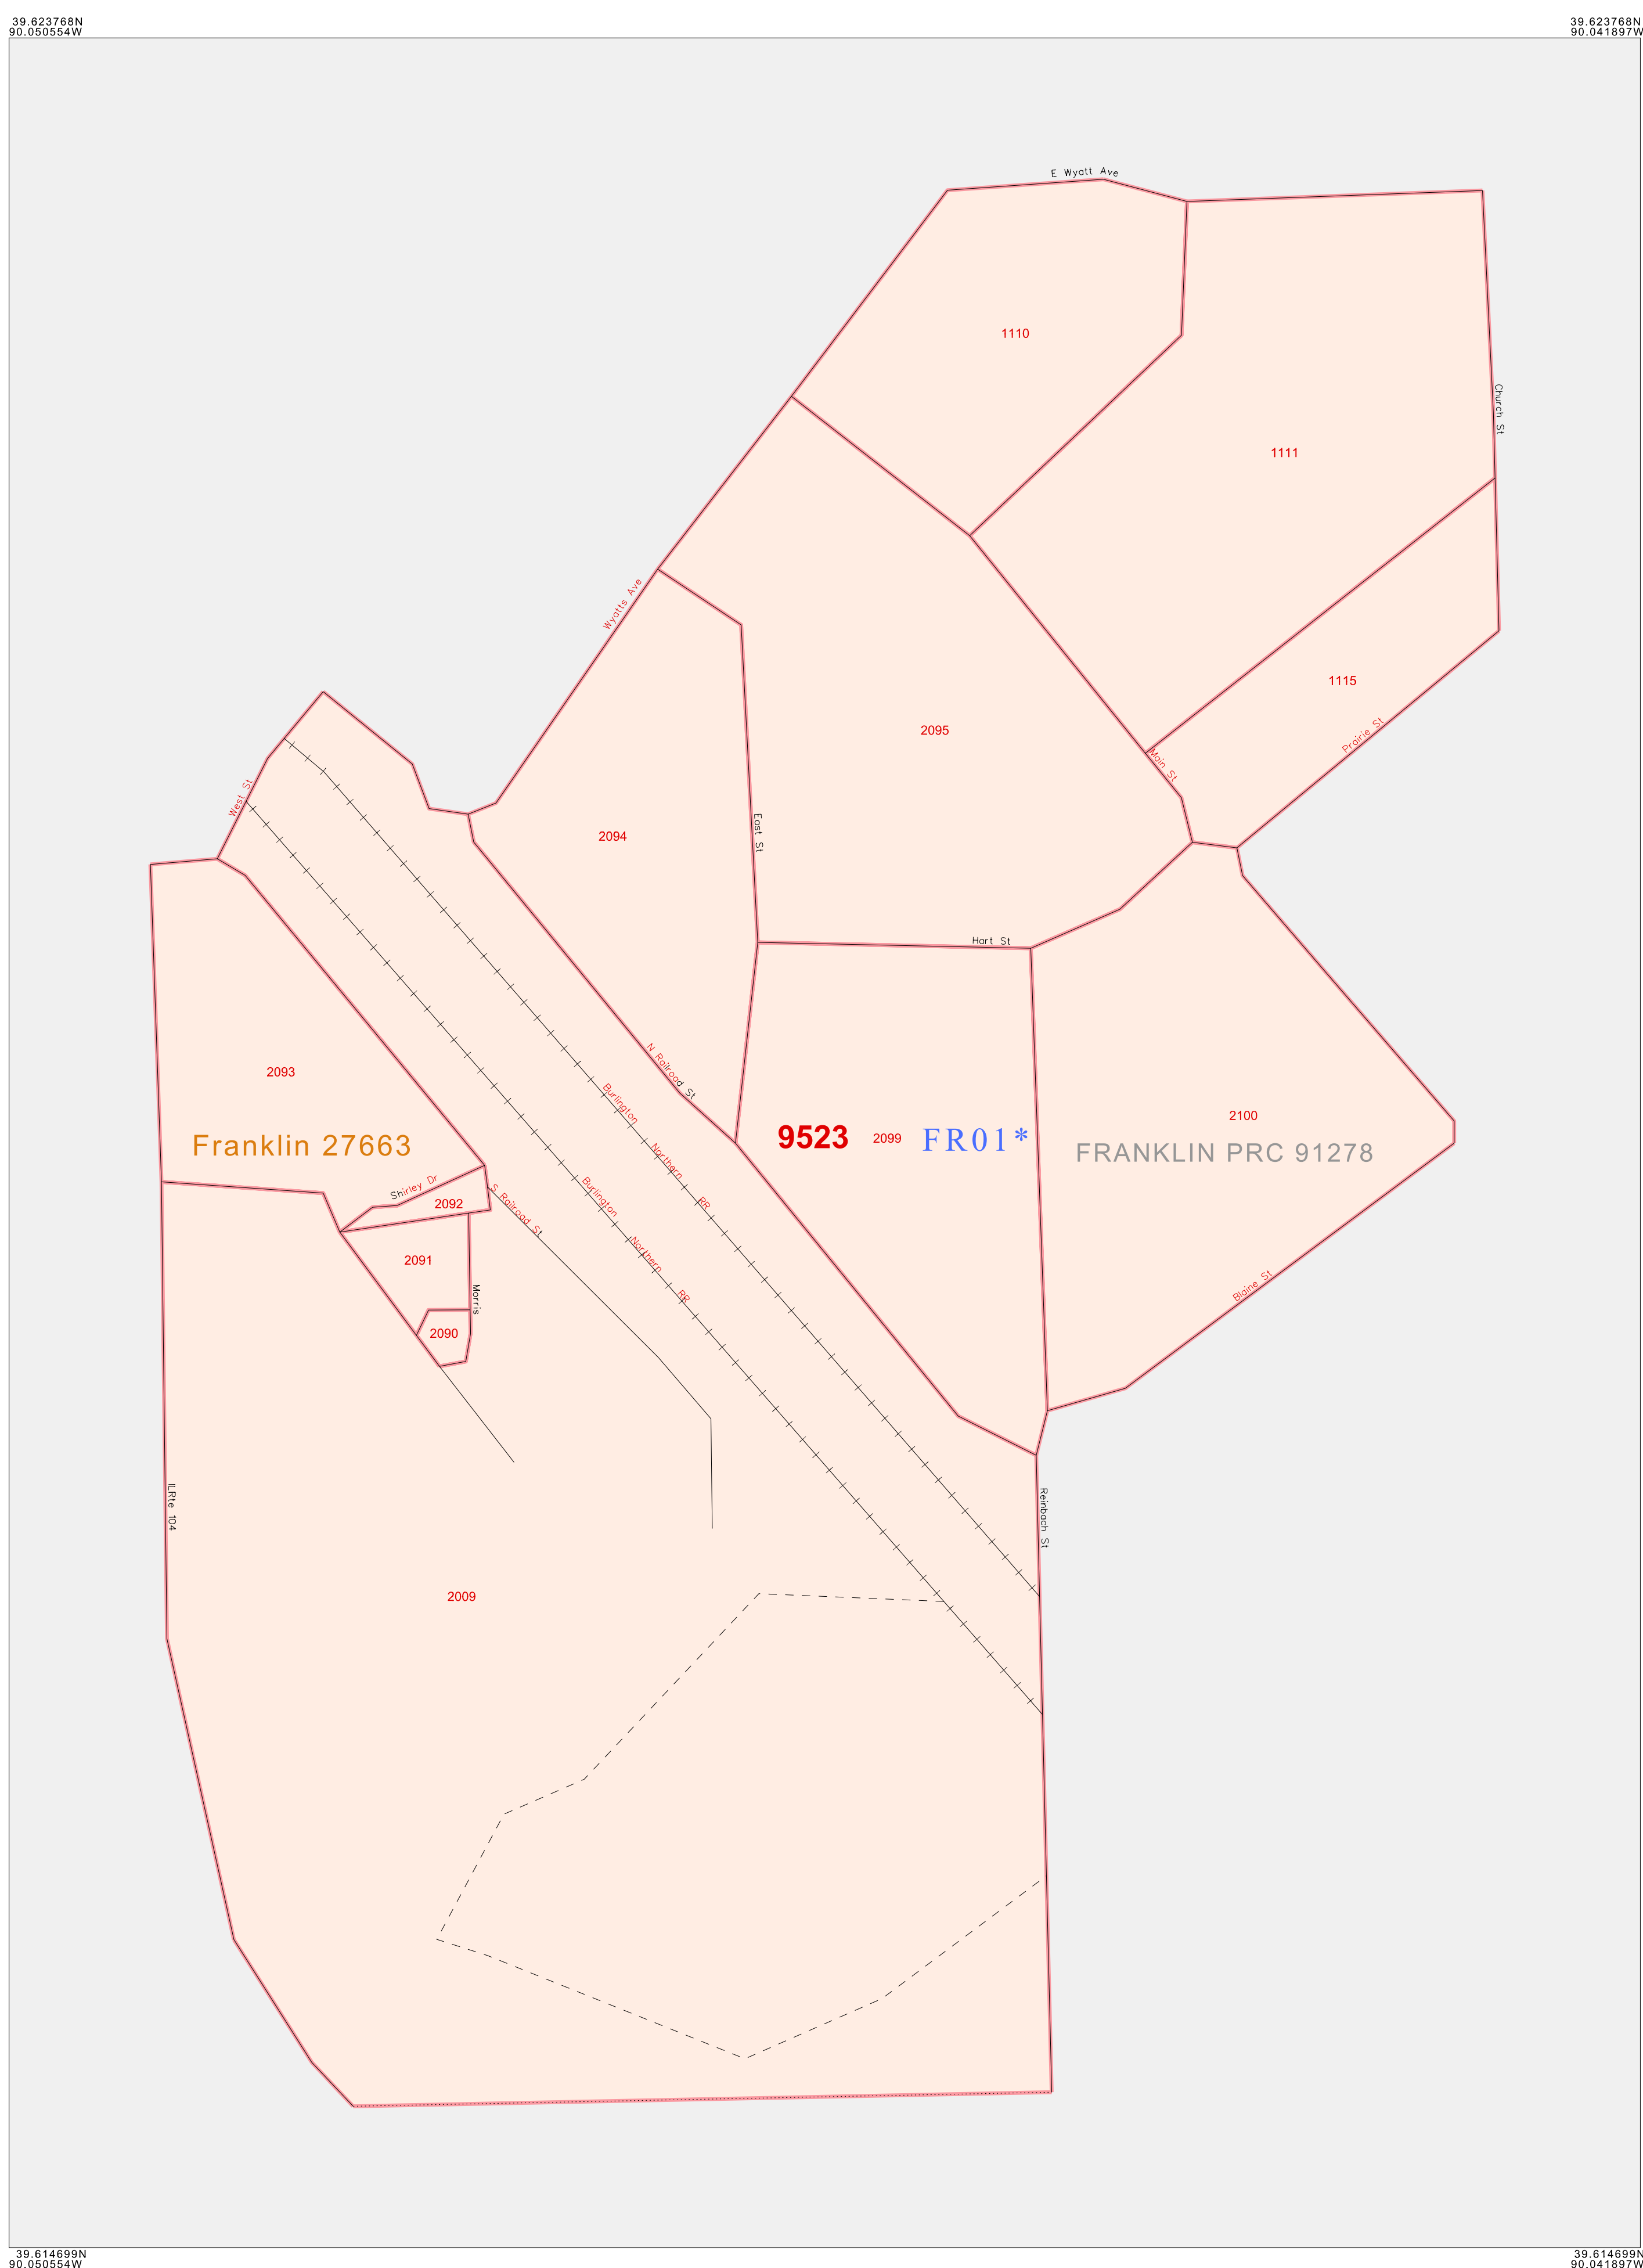 39.623768N
90.050554W
39.623768N
90.041897W
E Wyatt Ave
1110
Church St
1111
Wyatts Ave
1115
Prairie St
2095
Main St
West St
2094
East St
Hart St
N Railroad St
2093
Burlington Northern RR
9523
2099
FR01*
2100
FRANKLIN PRC 91278
Franklin 27663
Shirley Dr
2092
S Railroad St
Burlington Northern RR
2091
Morris
2090
Blaine St
ILRte 104
Reinbach St
2009
39.614699N
90.050554W
39.614699N
90.041897W